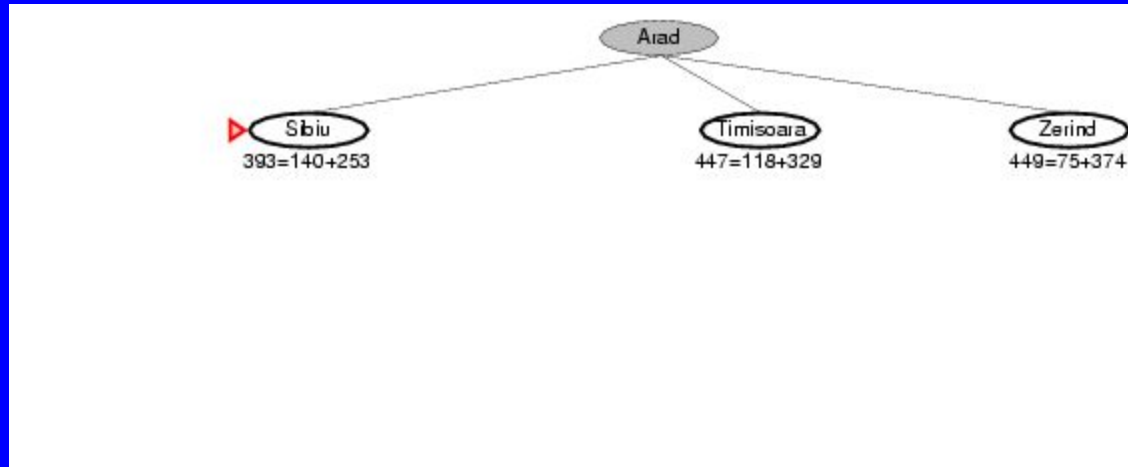 Arad
Sibiu
Timisoara
Zerind
393=140+253
447=118+329
449=75+374